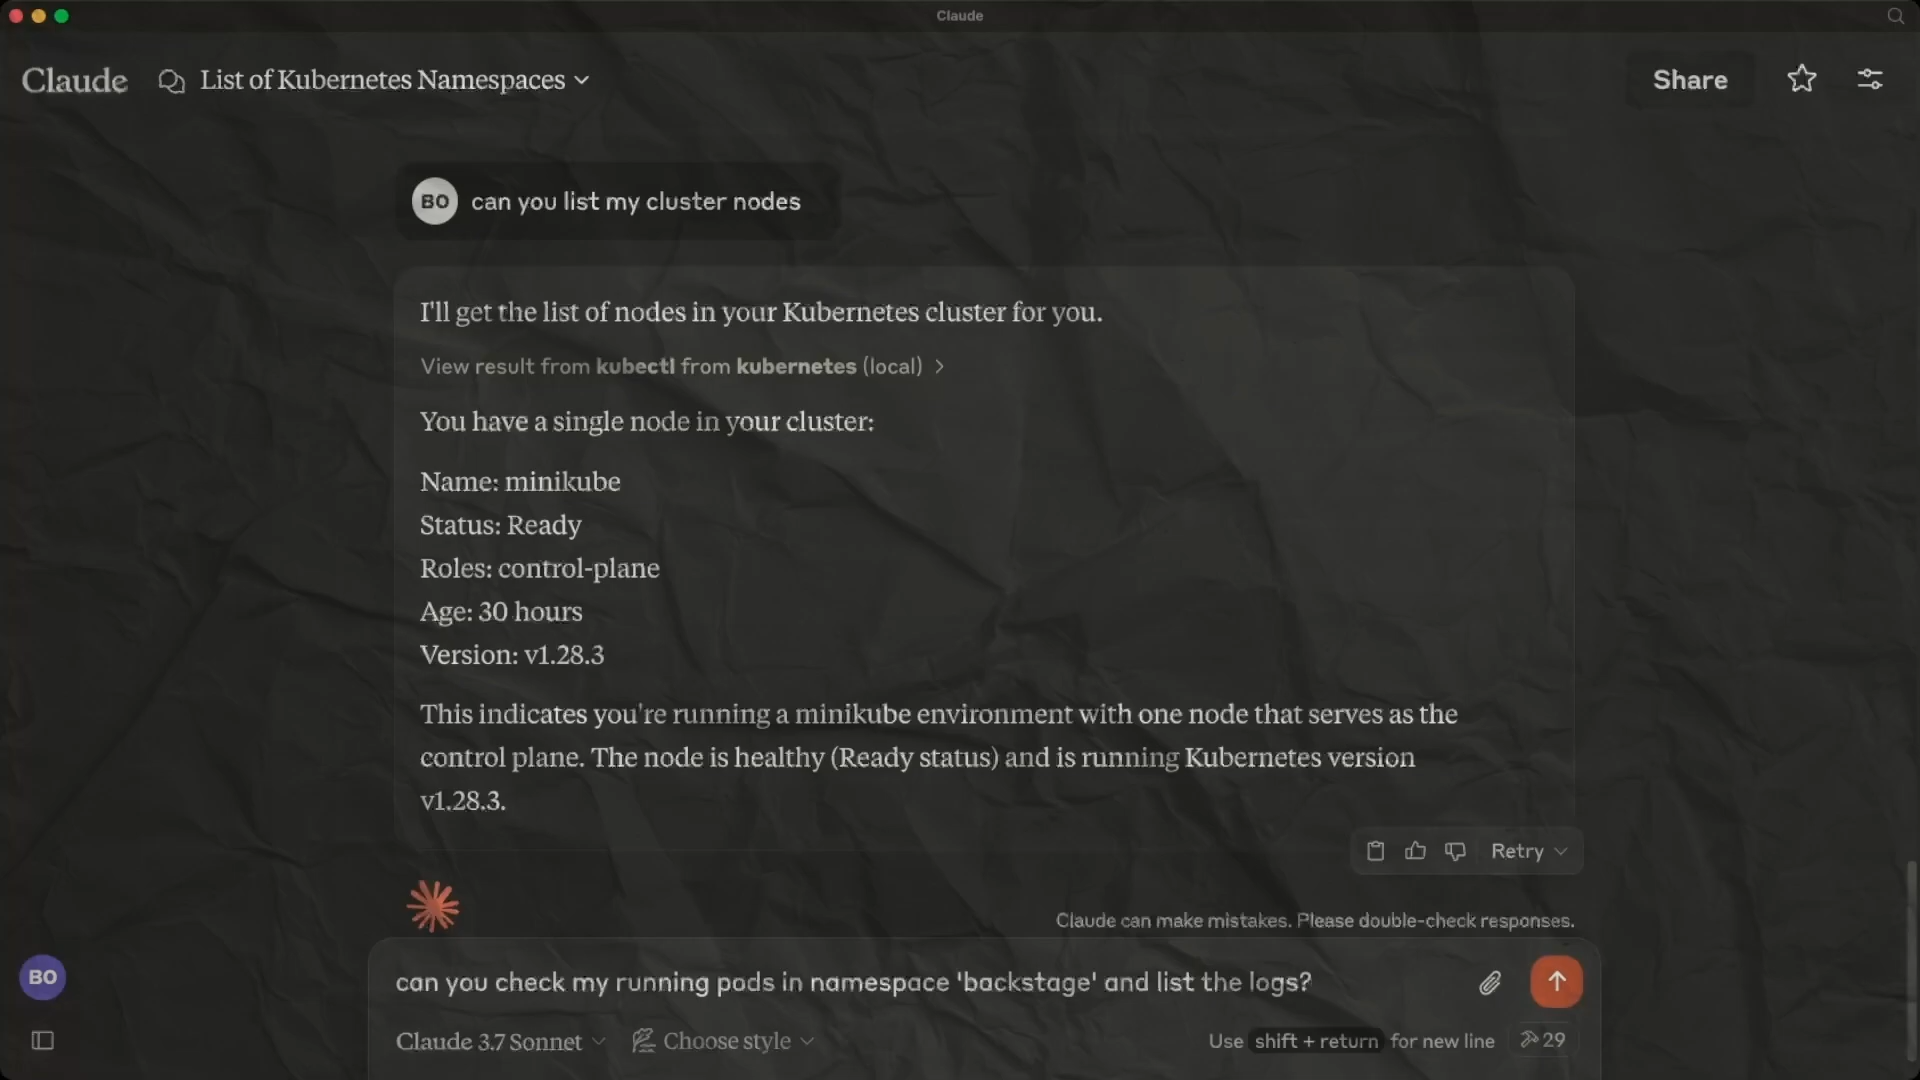 Claude
Claude
List of Kubernetes Namespaces
Share
BO
can you list my cluster nodes
I'll get the list of nodes in your Kubernetes cluster for you.
View result from kubectl from kubernetes (local)
You have a single node in your cluster:
Name: minikube
Status: Ready
Roles: control-plane
Age: 30 hours
Version: v1.28.3
This indicates you're running a minikube environment with one node that serves as the
control plane. The node is healthy (Ready status) and is running Kubernetes version
v1.28.3.
Retry
Claude can make mistakes. Please double-check responses.
BO
can you check my running pods in namespace 'backstage' and list the logs?
Claude 3.7 Sonnet
Choose style
Use shift + return for new line
29